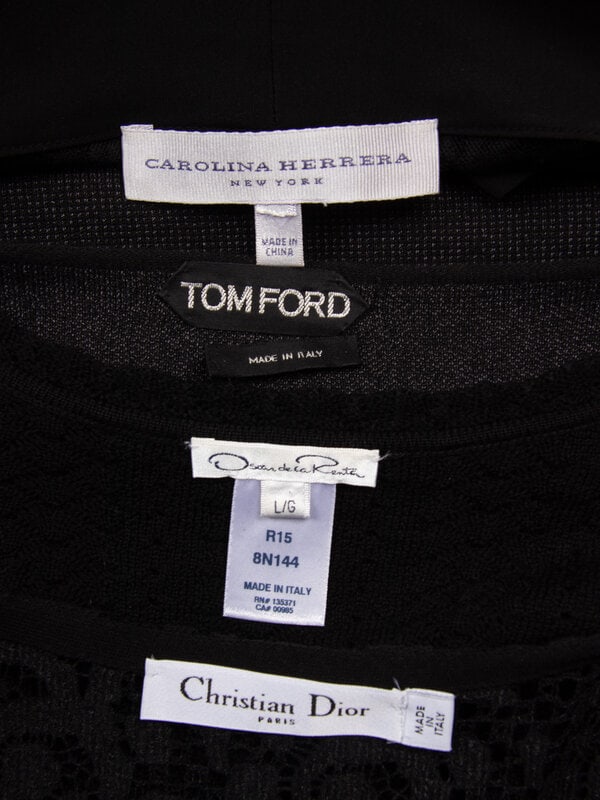 CAROLINA HERRERA
NEW YORK
MADE IN
CHINA
TOM FORD
MADE IN ITALY
Oscar de la Renta
L/G
R15
8N144
MADE IN ITALY
RN# 135371
CA# 00985
Christian Dior
PARIS
MADE
IN
ITALY